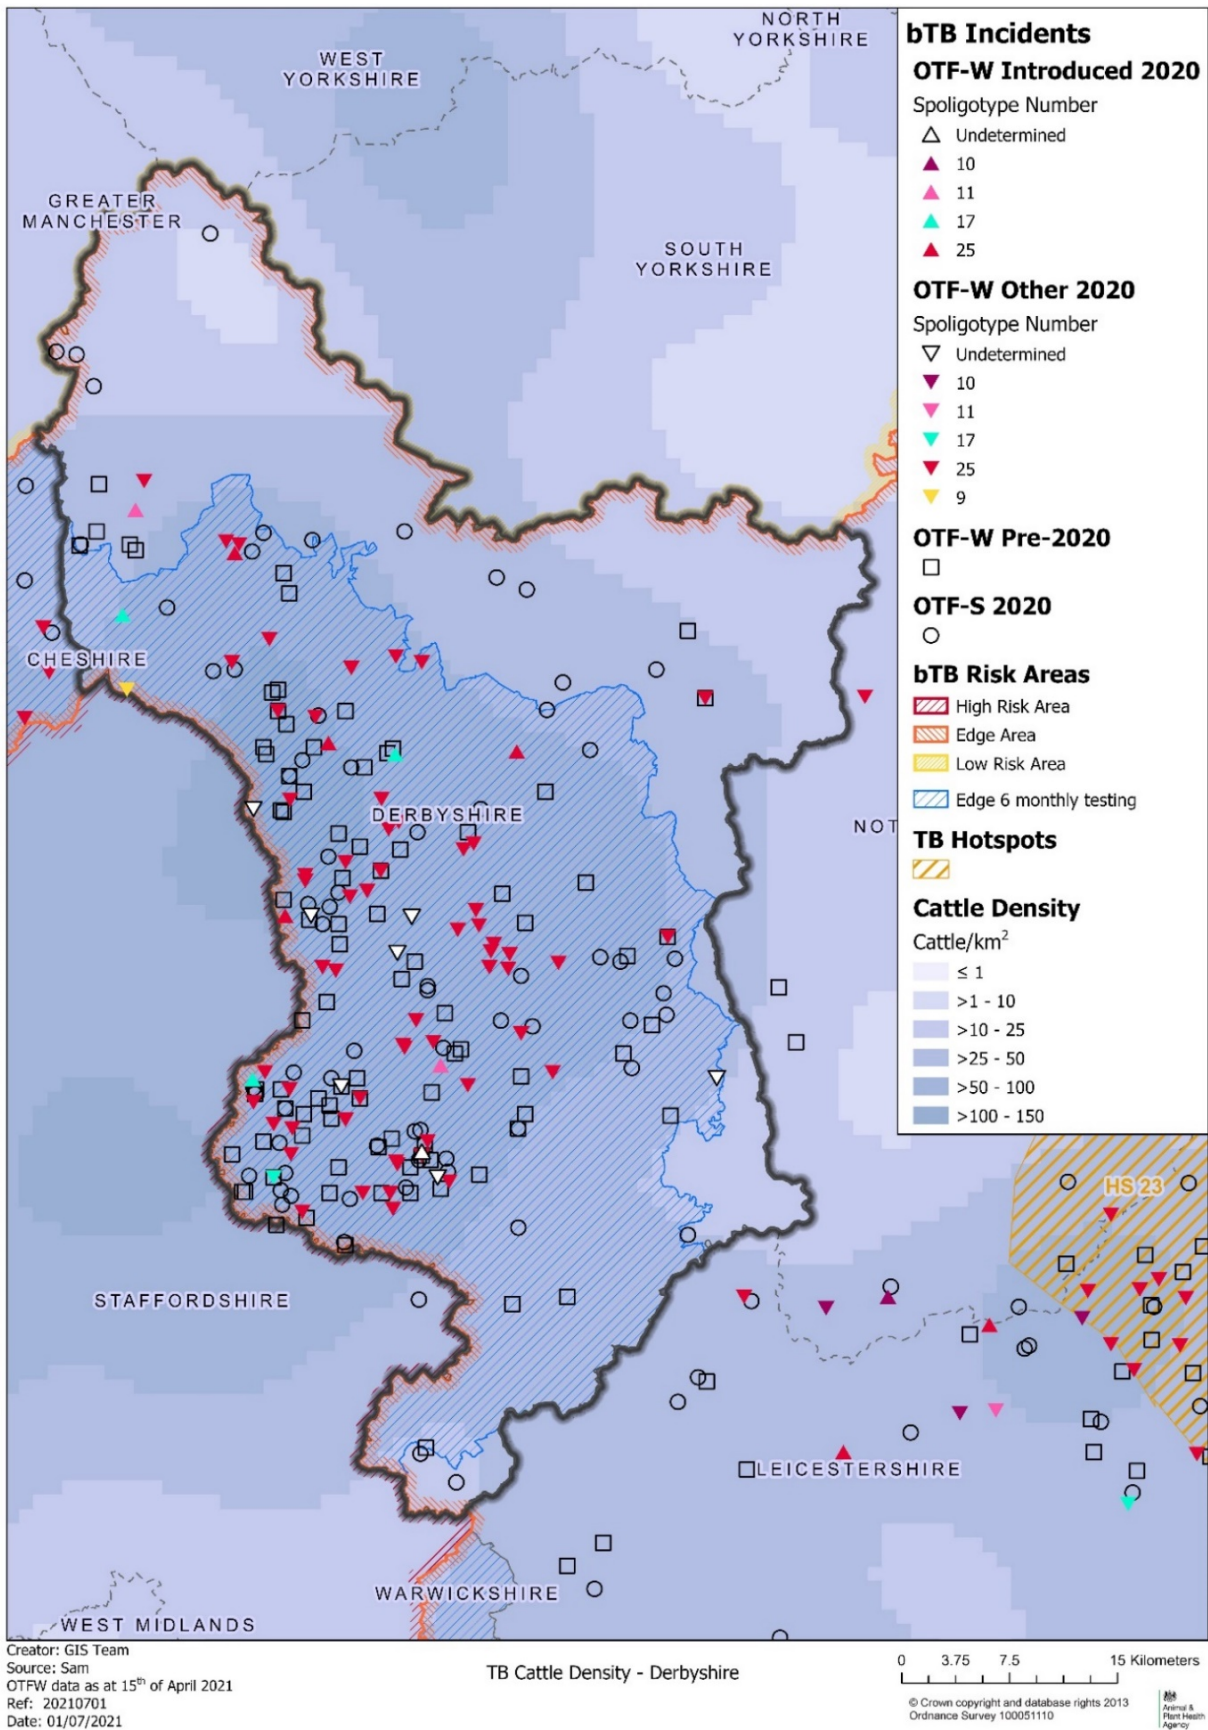 NORTH
YORKSHIRE
WEST
YORKSHIRE
GREATER
MANCHESTER
SOUTH
YORKSHIRE
CHESHIRE
DERBYSHIRE
NOT
HS 23
STAFFORDSHIRE
LEICESTERSHIRE
WARWICKSHIRE
WEST MIDLANDS
bTB Incidents
OTF-W Introduced 2020
Spoligotype Number
Undetermined
10
11
17
25
OTF-W Other 2020
Spoligotype Number
Undetermined
10
11
17
25
9
OTF-W Pre-2020
OTF-S 2020
bTB Risk Areas
High Risk Area
Edge Area
Low Risk Area
Edge 6 monthly testing
TB Hotspots
Cattle Density
Cattle/km²
≤ 1
>1 - 10
>10 - 25
>25 - 50
>50 - 100
>100 - 150
Creator: GIS Team
Source: Sam
OTFW data as at 15th of April 2021
Ref: 20210701
Date: 01/07/2021
TB Cattle Density - Derbyshire
0 3.75 7.5 15 Kilometers
© Crown copyright and database rights 2013
Ordnance Survey 100051110
Animal &
Plant Health
Agency